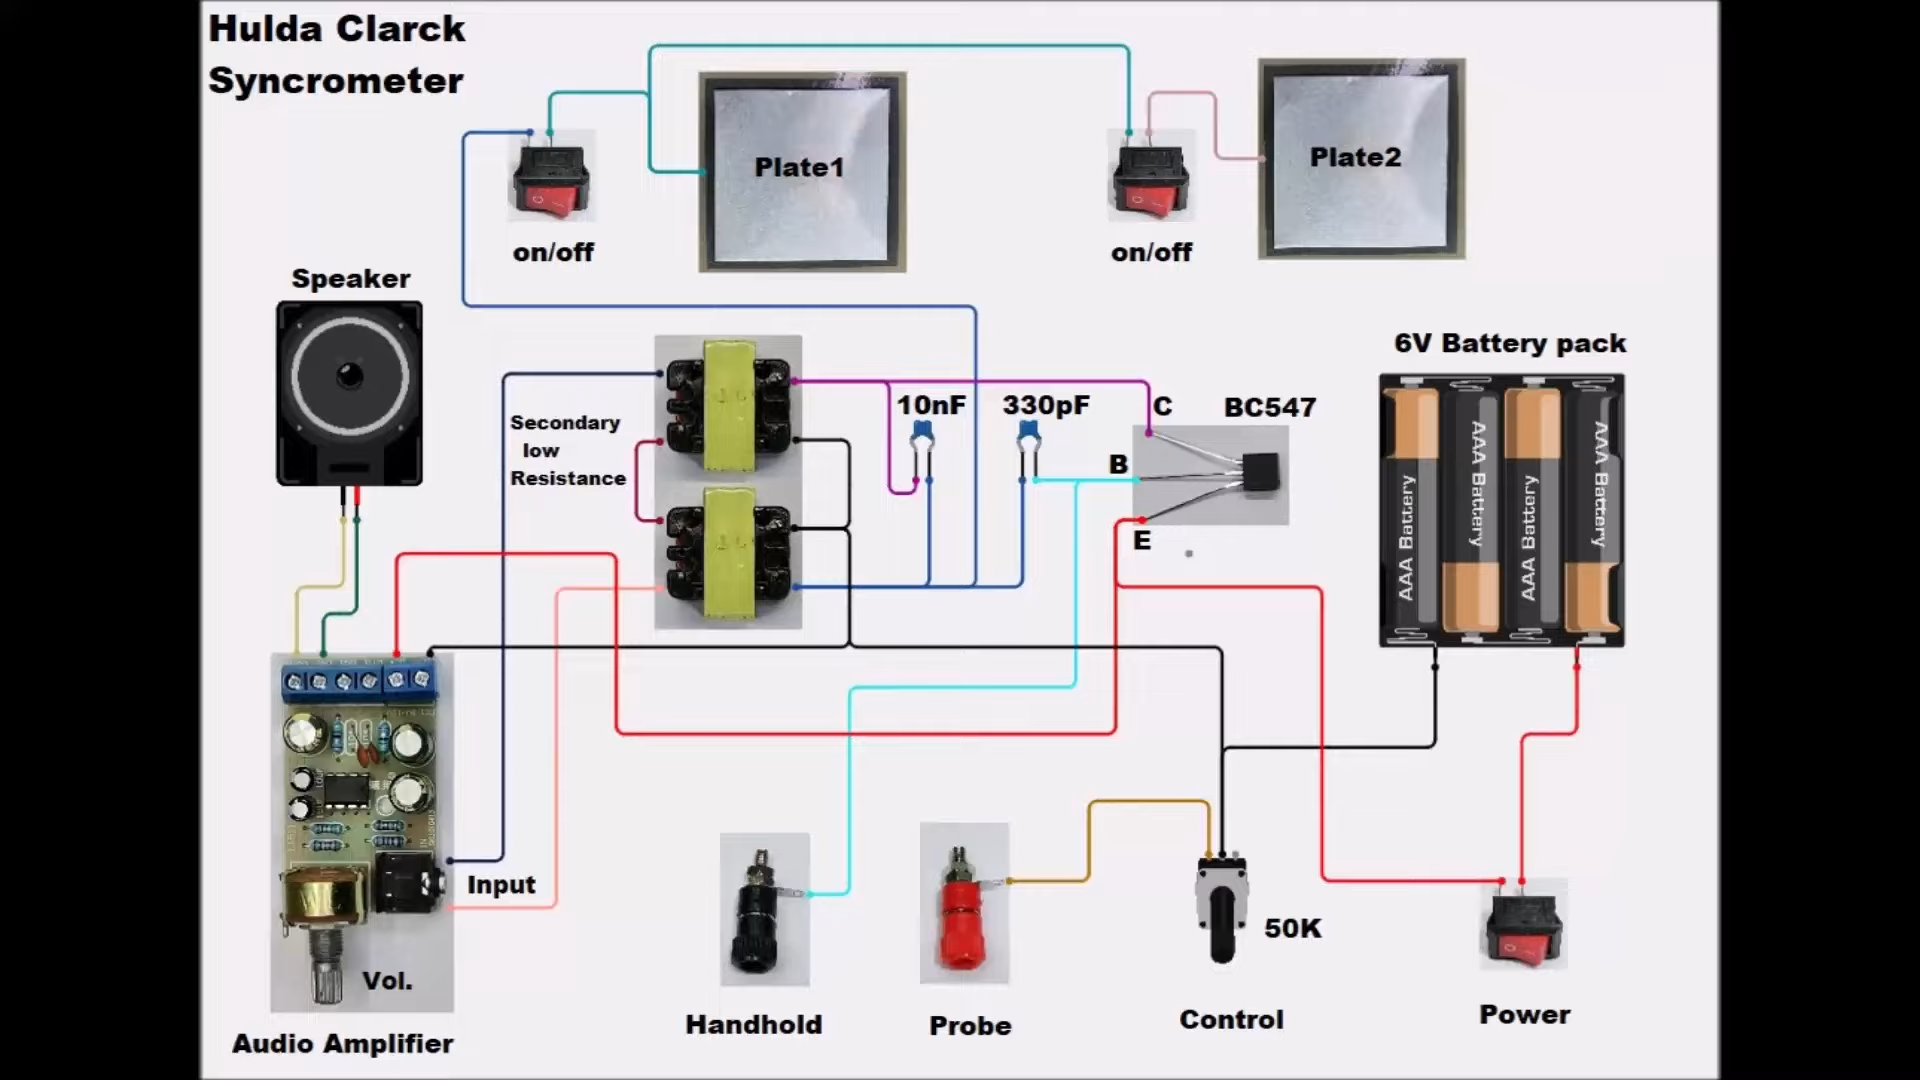 Hulda Clarck
Syncrometer
Plate1
Plate2
on/off
on/off
Speaker
6V Battery pack
Secondary
low
Resistance
10nF
330pF
C
BC547
B
E
AAA Battery
AAA Battery
AAA Battery
AAA Battery
Input
50K
Vol.
Handhold
Probe
Control
Power
Audio Amplifier